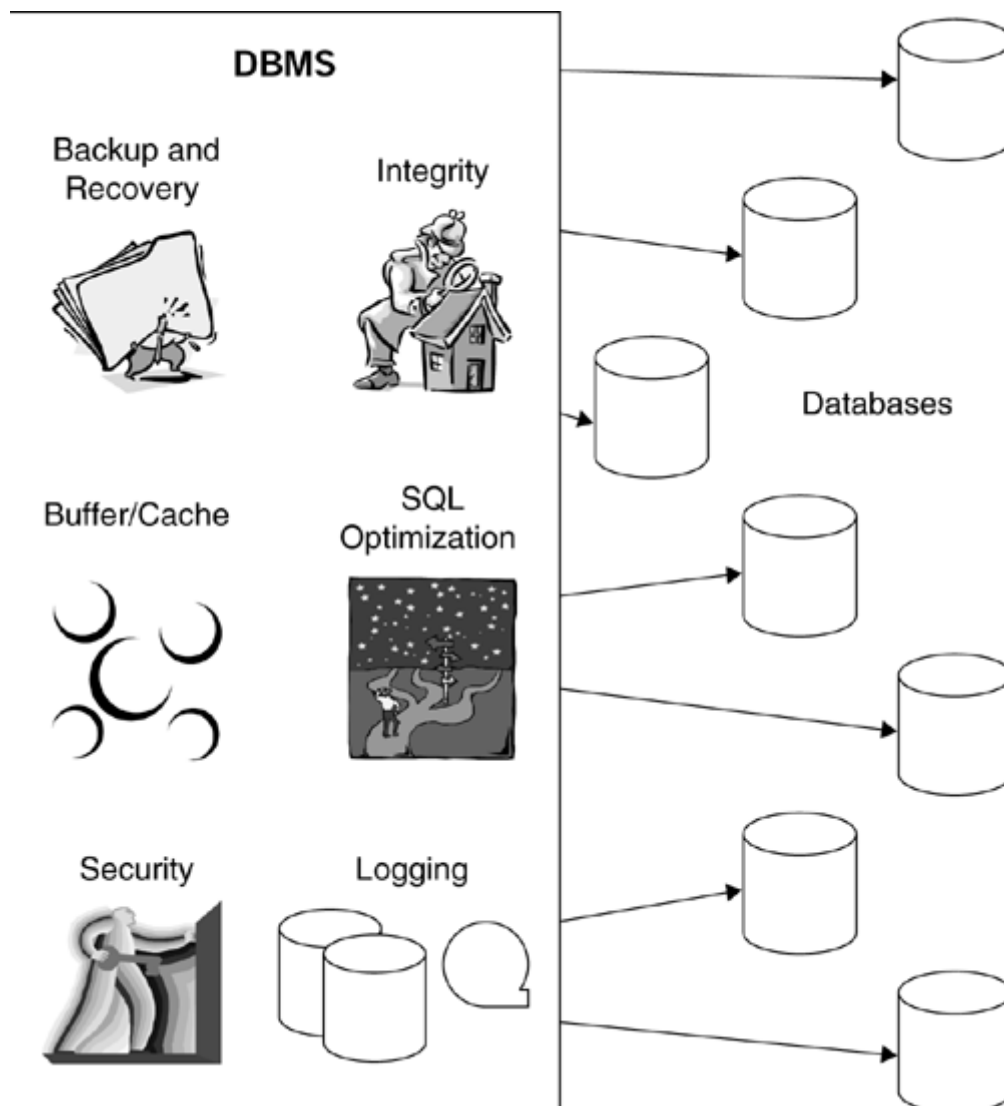 DBMS
Backup and
Recovery
Integrity
Databases
Buffer/Cache
SQL
Optimization
Security
Logging